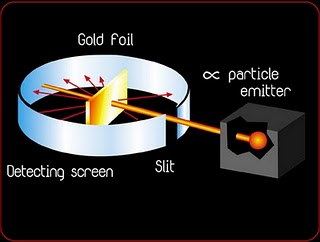 Gold foil
∝ particle
emitter
Detecting screen
Slit